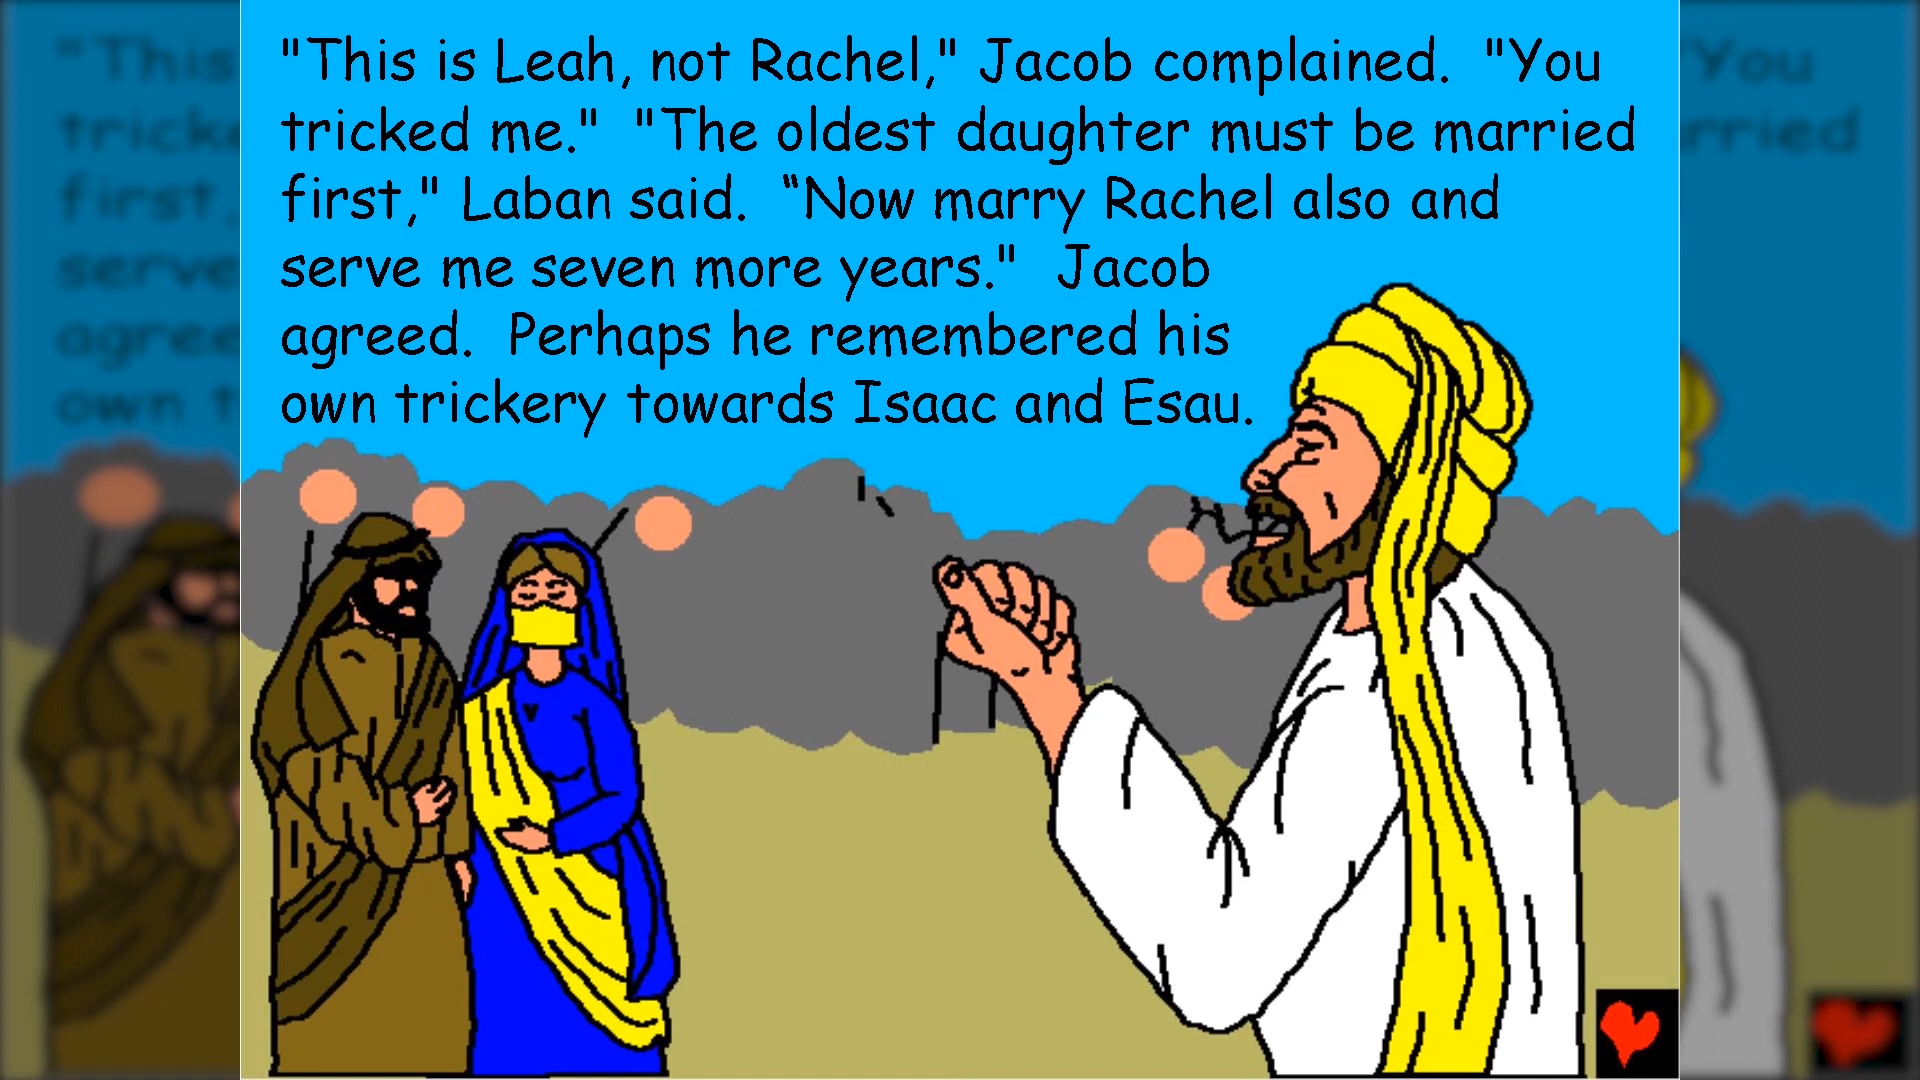 "This is Leah, not Rachel," Jacob complained.  "You
tricked me."  "The oldest daughter must be married
first," Laban said.  “Now marry Rachel also and
serve me seven more years."  Jacob
agreed.  Perhaps he remembered his
own trickery towards Isaac and Esau.